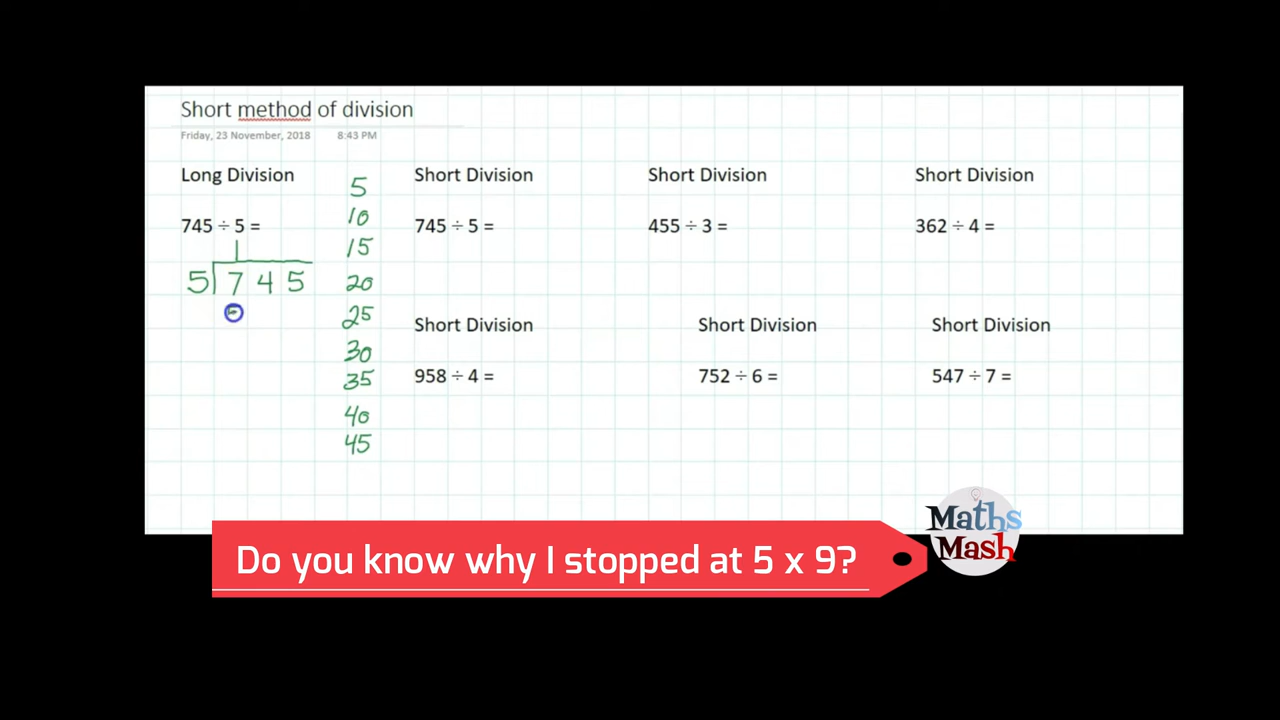 Short method of division
Friday, 23 November, 2018 8:43 PM
Long Division
745 ÷ 5 =
1
5 745
5
10
15
20
25
30
35
40
45
Short Division
745 ÷ 5 =
Short Division
455 ÷ 3 =
Short Division
362 ÷ 4 =
Short Division
958 ÷ 4 =
Short Division
752 ÷ 6 =
Short Division
547 ÷ 7 =
Do you know why I stopped at 5 x 9?
Maths
Mash